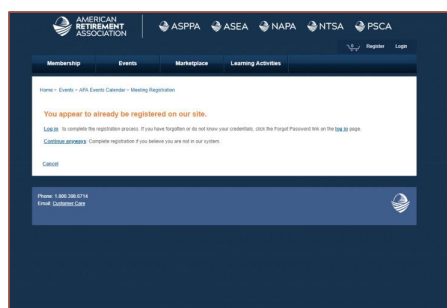 AMERICAN
RETIREMENT
ASSOCIATION
ASPPA ASEA NAPA NTSA PSCA
Register Login
Membership Events Marketplace Learning Activities
Home > Events > ARA Events Calendar > Meeting Registration
You appear to already be registered on our site.
Log in to complete the registration process. If you have forgotten or do not know your credentials, click the Forgot Password link on the log in page.
Continue anyways Complete registration if you believe you are not in our system.
Cancel
Phone: 1.800.308.6714
Email: Customer Care